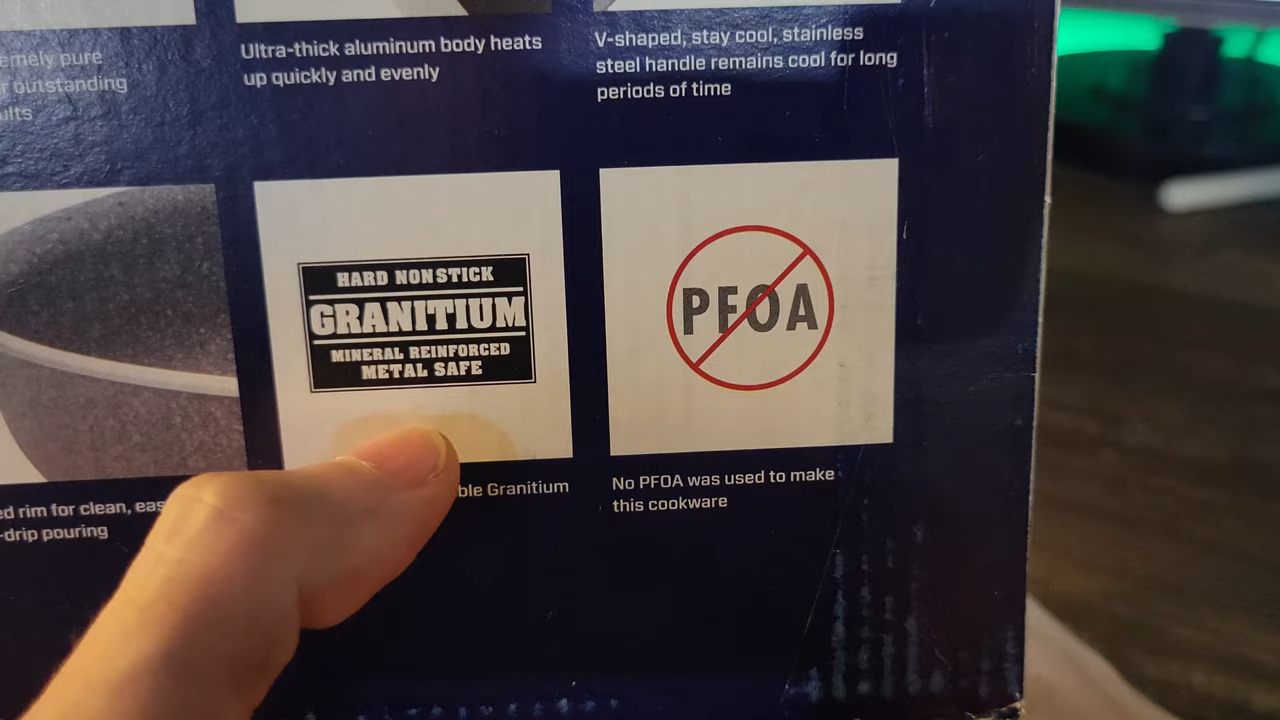 emely pure
r outstanding
ults
Ultra-thick aluminum body heats
up quickly and evenly
V-shaped, stay cool, stainless
steel handle remains cool for long
periods of time
HARD NONSTICK
GRANITIUM
MINERAL REINFORCED
METAL SAFE
PFOA
ed rim for clean, eas
-drip pouring
ble Granitium
No PFOA was used to make
this cookware